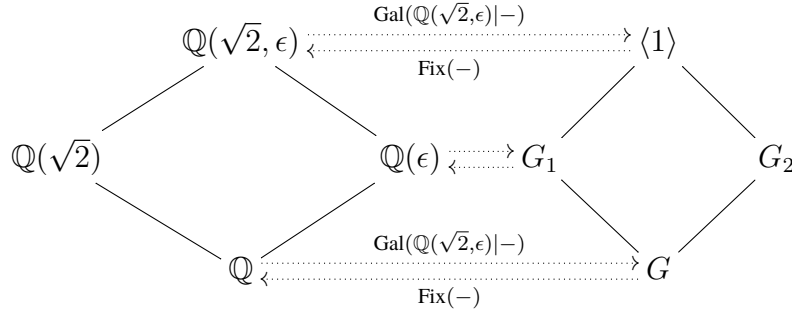 Gal(ℚ(√2,ϵ)|−)
ℚ(√2, ϵ) ⟨1⟩
Fix(−)
ℚ(√2) ℚ(ϵ) G₁ G₂
Gal(ℚ(√2,ϵ)|−)
ℚ G
Fix(−)